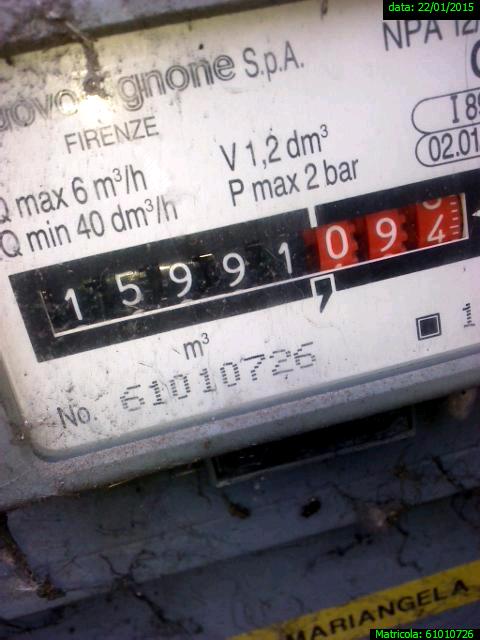 data: 22/01/2015
NPA
gnone S.p.A.
FIRENZE
Q max 6 m³/h
Q min 40 dm³/h
V 1,2 dm³
P max 2 bar
02.01
15991,094
m³
No. 61010726
1
MARIANGELA
Matricola: 61010726